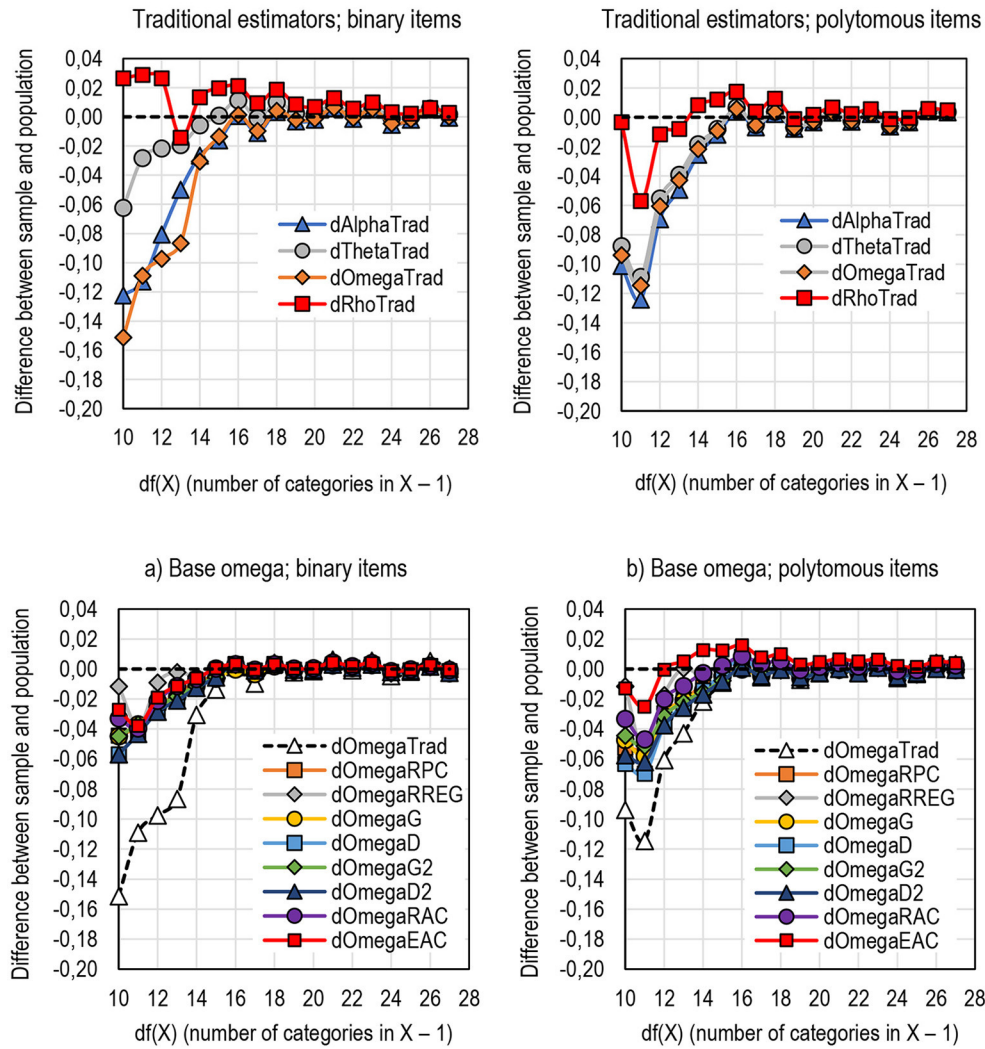 Traditional estimators; binary items
Difference between sample and population
0,04
0,02
0,00
-0,02
-0,04
-0,06
-0,08
-0,10
-0,12
-0,14
-0,16
-0,18
-0,20
dAlphaTrad
dThetaTrad
dOmegaTrad
dRhoTrad
10 12 14 16 18 20 22 24 26 28
df(X) (number of categories in X – 1)
Traditional estimators; polytomous items
Difference between sample and population
0,04
0,02
0,00
-0,02
-0,04
-0,06
-0,08
-0,10
-0,12
-0,14
-0,16
-0,18
-0,20
dAlphaTrad
dThetaTrad
dOmegaTrad
dRhoTrad
10 12 14 16 18 20 22 24 26 28
df(X) (number of categories in X – 1)
a) Base omega; binary items
Difference between sample and population
0,04
0,02
0,00
-0,02
-0,04
-0,06
-0,08
-0,10
-0,12
-0,14
-0,16
-0,18
-0,20
dOmegaTrad
dOmegaRPC
dOmegaRREG
dOmegaG
dOmegaD
dOmegaG2
dOmegaD2
dOmegaRAC
dOmegaEAC
10 12 14 16 18 20 22 24 26 28
df(X) (number of categories in X – 1)
b) Base omega; polytomous items
Difference between sample and population
0,04
0,02
0,00
-0,02
-0,04
-0,06
-0,08
-0,10
-0,12
-0,14
-0,16
-0,18
-0,20
dOmegaTrad
dOmegaRPC
dOmegaRREG
dOmegaG
dOmegaD
dOmegaG2
dOmegaD2
dOmegaRAC
dOmegaEAC
10 12 14 16 18 20 22 24 26 28
df(X) (number of categories in X – 1)